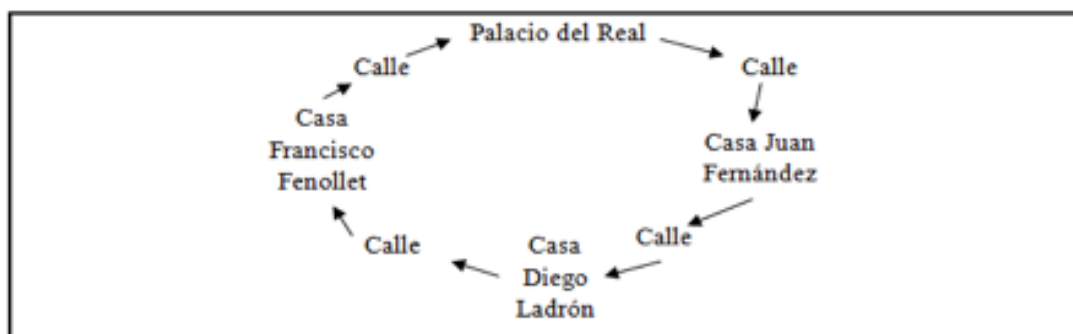 Palacio del Real
Calle
Calle
Casa
Francisco
Fenollet
Casa Juan
Fernández
Calle
Casa
Diego
Ladrón
Calle